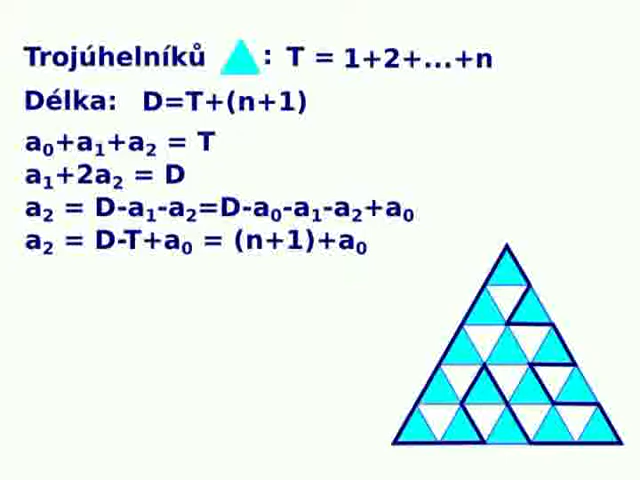 Trojúhelníků : T = 1+2+...+n
Délka: D=T+(n+1)
a₀+a₁+a₂ = T
a₁+2a₂ = D
a₂ = D-a₁-a₂=D-a₀-a₁-a₂+a₀
a₂ = D-T+a₀ = (n+1)+a₀